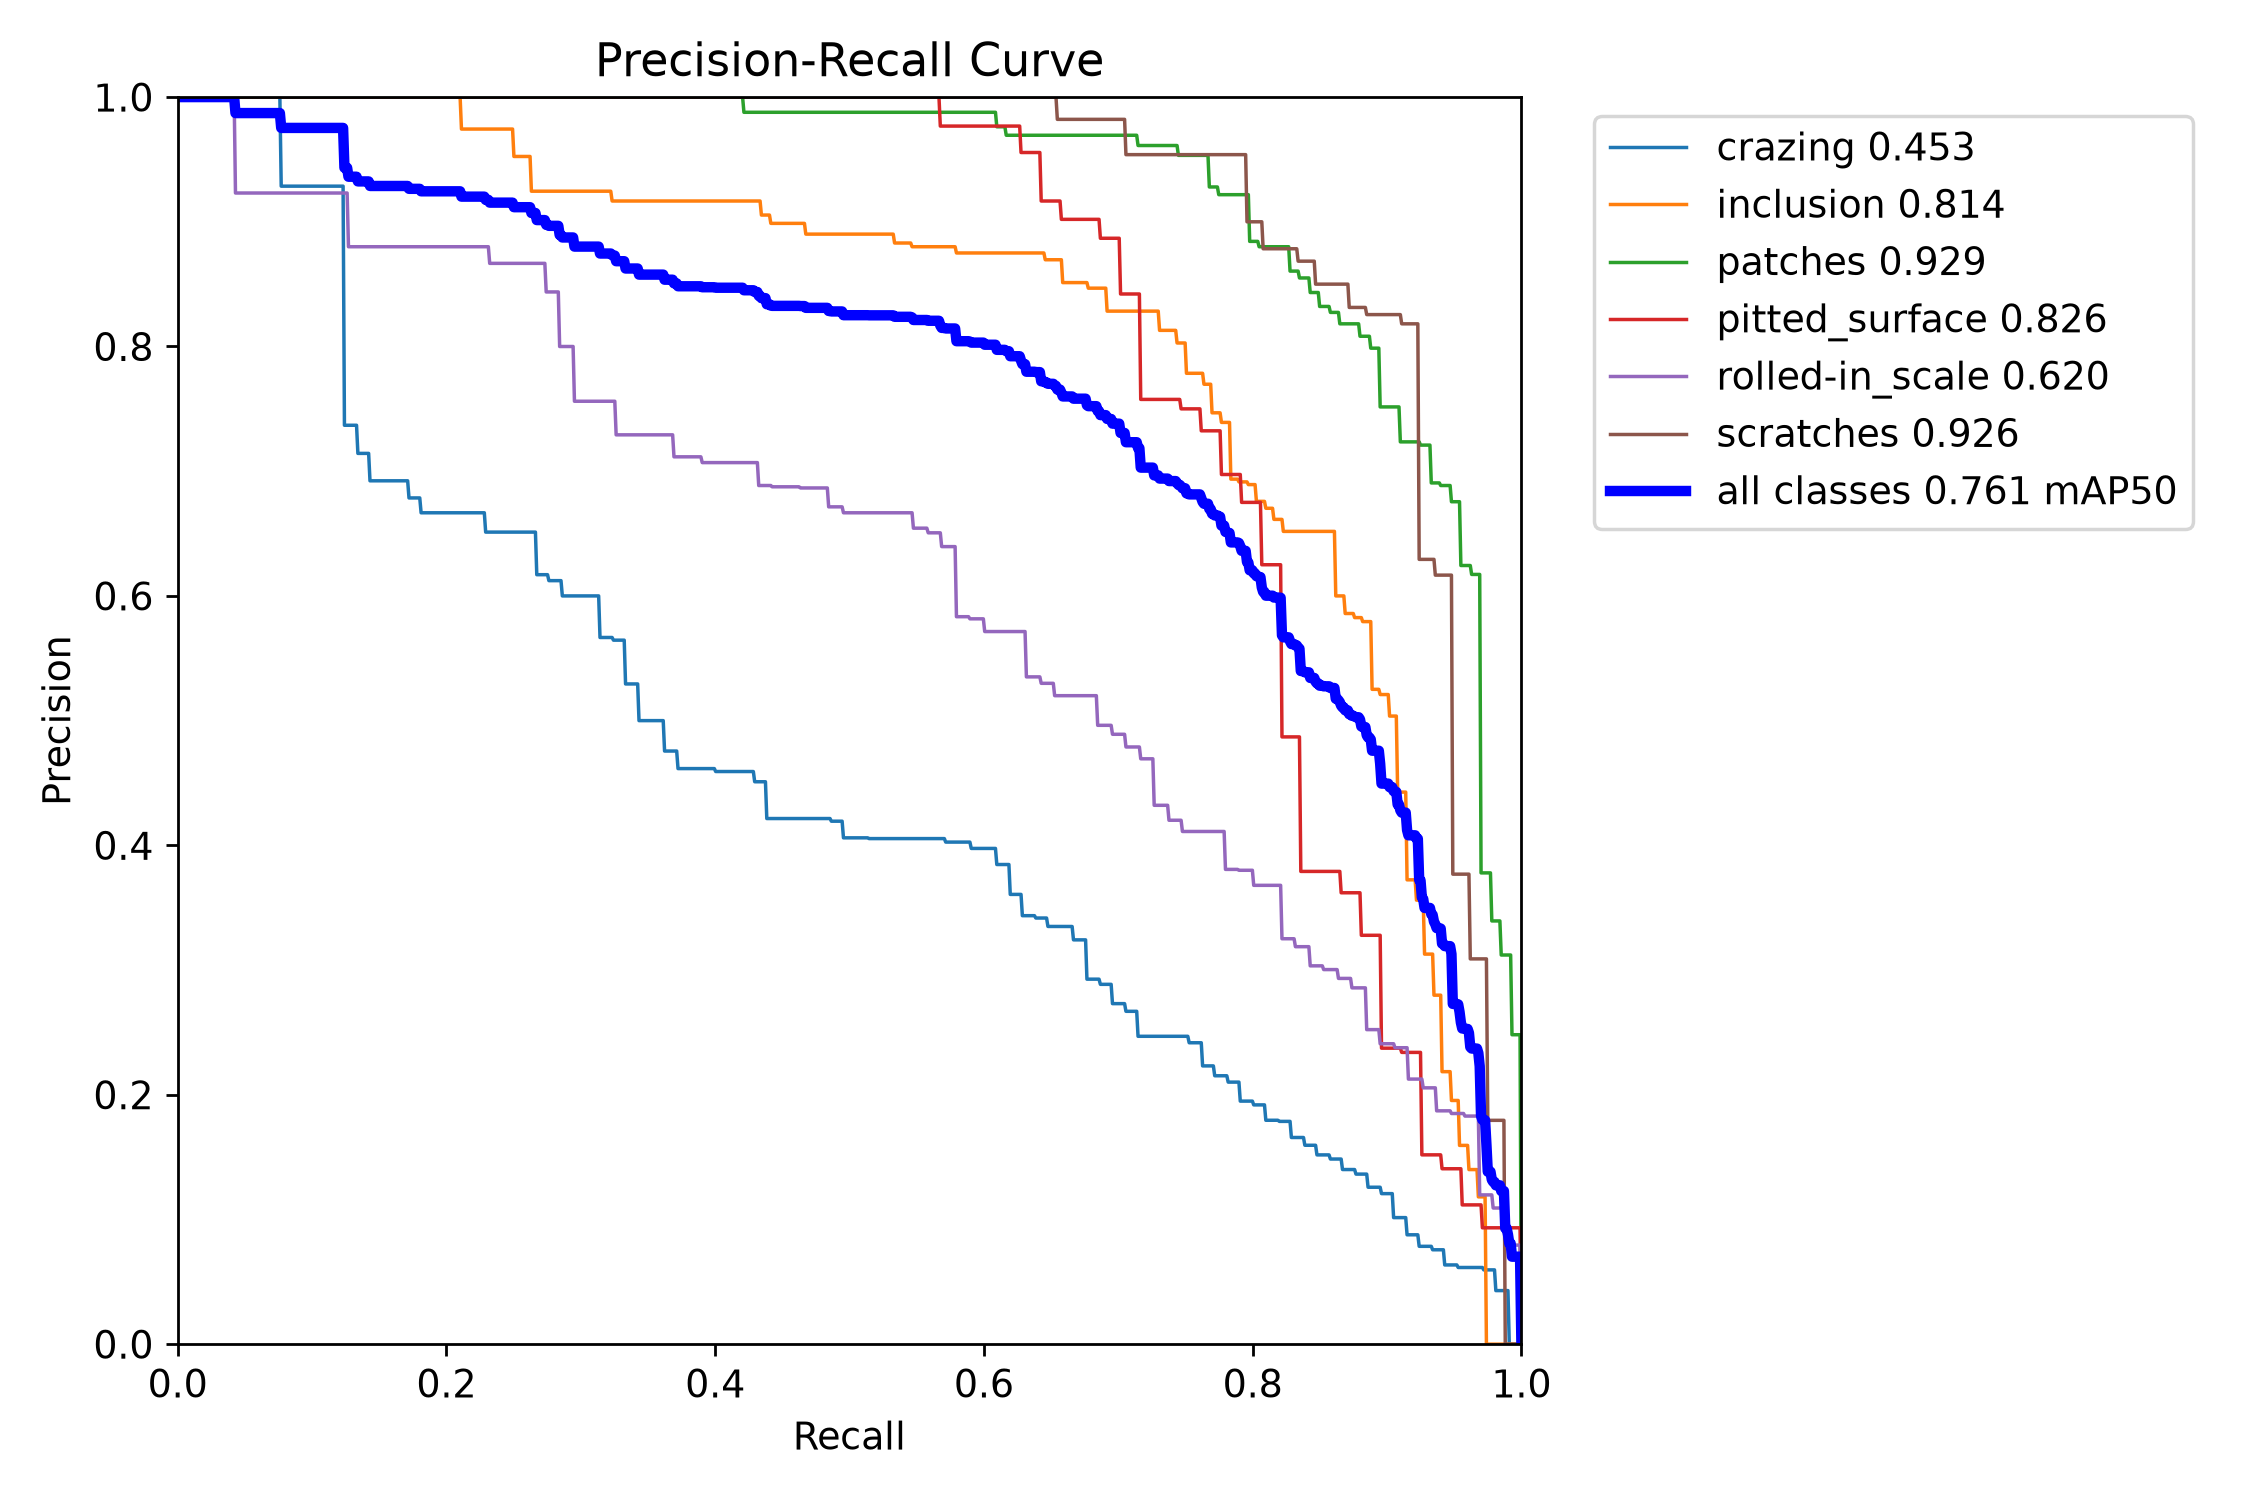 Precision-Recall Curve
1.0
0.8
0.6
0.4
0.2
0.0
Precision
0.0 0.2 0.4 0.6 0.8 1.0
Recall
crazing 0.453
inclusion 0.814
patches 0.929
pitted_surface 0.826
rolled-in_scale 0.620
scratches 0.926
all classes 0.761 mAP50